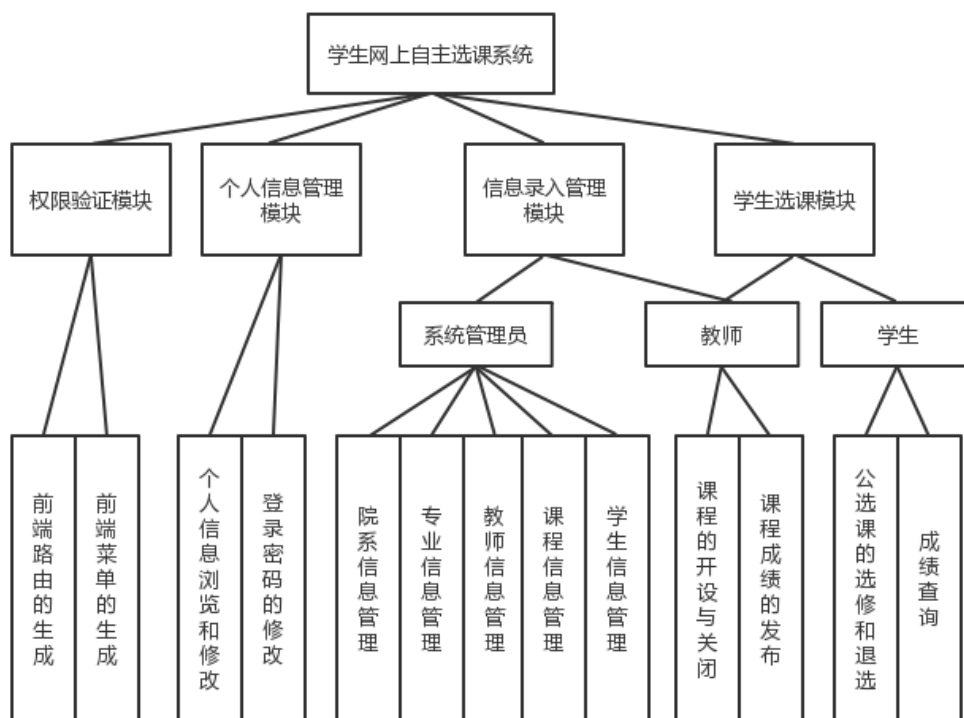 学生网上自主选课系统
权限验证模块
个人信息管理
模块
信息录入管理
模块
学生选课模块
系统管理员
教师
学生
前端路由的生成
前端菜单的生成
个人信息浏览和修改
登录密码的修改
院系信息管理
专业信息管理
教师信息管理
课程信息管理
学生信息管理
课程的开设与关闭
课程成绩的发布
公选课的选修和退选
成绩查询